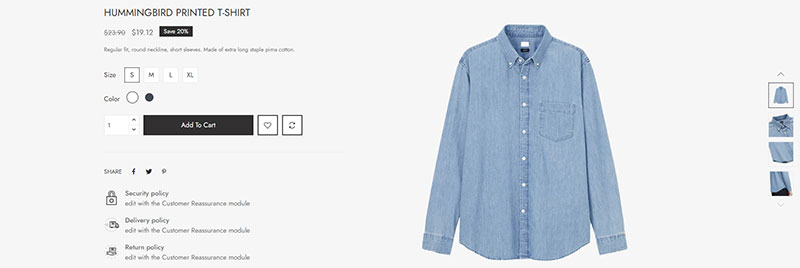 HUMMINGBIRD PRINTED T-SHIRT
$23.90 $19.12 Save 20%
Regular fit, round neckline, short sleeves. Made of extra long staple pima cotton.
Size S M L XL
Color
1 Add To Cart
SHARE
Security policy
edit with the Customer Reassurance module
Delivery policy
edit with the Customer Reassurance module
Return policy
edit with the Customer Reassurance module